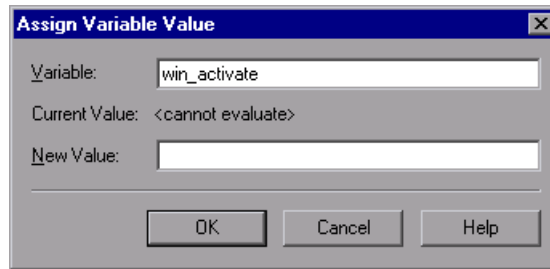 Assign Variable Value
Variable: win_activate
Current Value: <cannot evaluate>
New Value:
OK Cancel Help